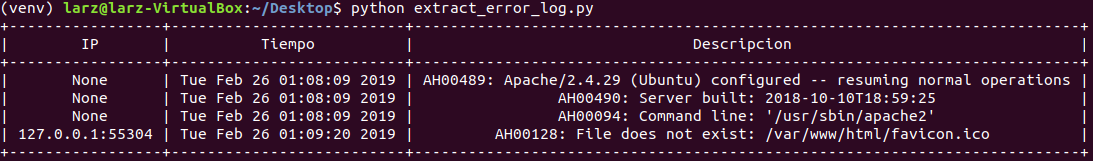 (venv) larz@larz-VirtualBox:~/Desktop$ python extract_error_log.py
+-----------------+--------------------------+------------------------------------------------------------------------------+
| IP | Tiempo | Descripcion |
+-----------------+--------------------------+------------------------------------------------------------------------------+
| None | Tue Feb 26 01:08:09 2019 | AH00489: Apache/2.4.29 (Ubuntu) configured -- resuming normal operations |
| None | Tue Feb 26 01:08:09 2019 | AH00490: Server built: 2018-10-10T18:59:25 |
| None | Tue Feb 26 01:08:09 2019 | AH00094: Command line: '/usr/sbin/apache2' |
| 127.0.0.1:55304 | Tue Feb 26 01:09:20 2019 | AH00128: File does not exist: /var/www/html/favicon.ico |
+-----------------+--------------------------+------------------------------------------------------------------------------+